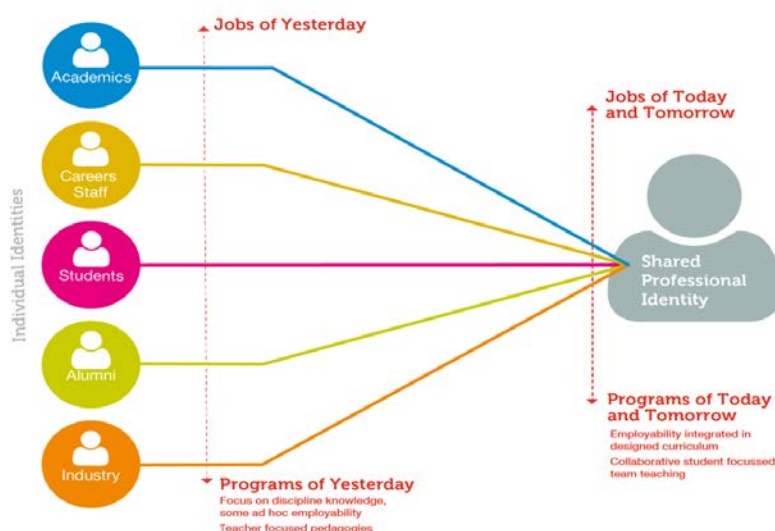 Individual Identities
Jobs of Yesterday
Academics
Careers
Staff
Students
Alumni
Industry
Programs of Yesterday
Focus on discipline knowledge,
some ad hoc employability
Teacher focused pedagogies
Jobs of Today
and Tomorrow
Shared
Professional
Identity
Programs of Today
and Tomorrow
Employability integrated in
designed curriculum
Collaborative student focussed
team teaching